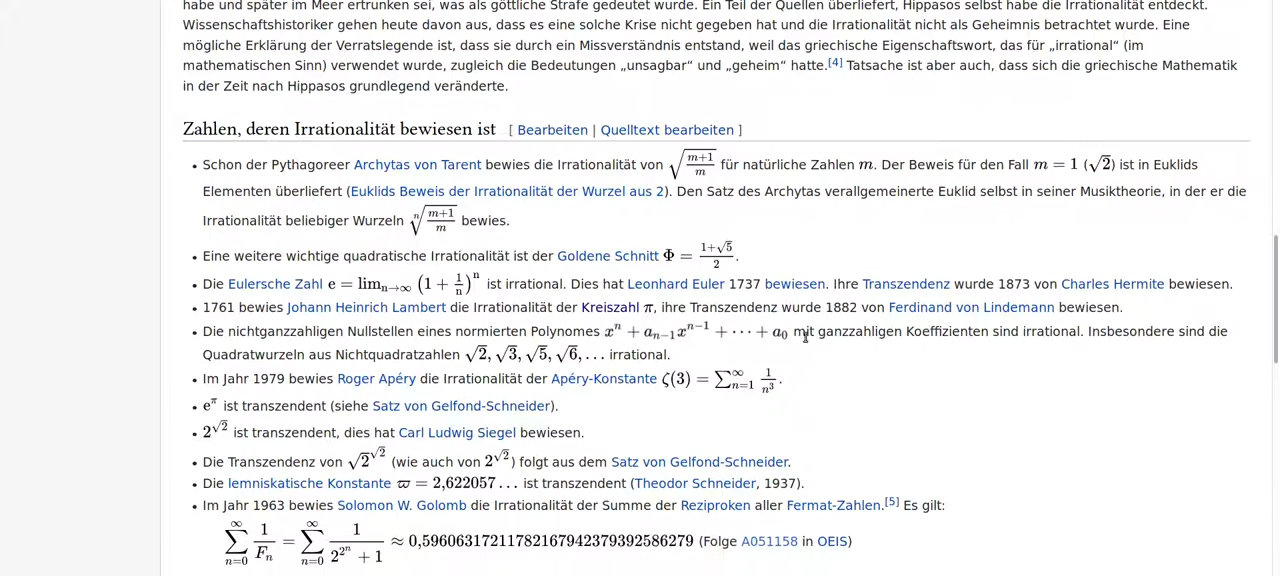 habe und später im Meer ertrunken sei, was als göttliche Strafe gedeutet wurde. Ein Teil der Quellen überliefert, Hippasos selbst habe die Irrationalität entdeckt.
Wissenschaftshistoriker gehen heute davon aus, dass es eine solche Krise nicht gegeben hat und die Irrationalität nicht als Geheimnis betrachtet wurde. Eine
mögliche Erklärung der Verratslegende ist, dass sie durch ein Missverständnis entstand, weil das griechische Eigenschaftswort, das für „irrational“ (im
mathematischen Sinn) verwendet wurde, zugleich die Bedeutungen „unsagbar“ und „geheim“ hatte.[4] Tatsache ist aber auch, dass sich die griechische Mathematik
in der Zeit nach Hippasos grundlegend veränderte.
Zahlen, deren Irrationalität bewiesen ist [ Bearbeiten | Quelltext bearbeiten ]
• Schon der Pythagoreer Archytas von Tarent bewies die Irrationalität von √((m+1)/m) für natürliche Zahlen m. Der Beweis für den Fall m = 1 (√2) ist in Euklids
Elementen überliefert (Euklids Beweis der Irrationalität der Wurzel aus 2). Den Satz des Archytas verallgemeinerte Euklid selbst in seiner Musiktheorie, in der er die
Irrationalität beliebiger Wurzeln ⁿ√((m+1)/m) bewies.
• Eine weitere wichtige quadratische Irrationalität ist der Goldene Schnitt Φ = (1+√5)/2.
• Die Eulersche Zahl e = lim_{n→∞} (1 + 1/n)^n ist irrational. Dies hat Leonhard Euler 1737 bewiesen. Ihre Transzendenz wurde 1873 von Charles Hermite bewiesen.
• 1761 bewies Johann Heinrich Lambert die Irrationalität der Kreiszahl π, ihre Transzendenz wurde 1882 von Ferdinand von Lindemann bewiesen.
• Die nichtganzzahligen Nullstellen eines normierten Polynomes x^n + a_{n−1}x^{n−1} + ⋯ + a_0 mit ganzzahligen Koeffizienten sind irrational. Insbesondere sind die
Quadratwurzeln aus Nichtquadratzahlen √2, √3, √5, √6, … irrational.
• Im Jahr 1979 bewies Roger Apéry die Irrationalität der Apéry-Konstante ζ(3) = ∑_{n=1}^∞ 1/n³.
• e^π ist transzendent (siehe Satz von Gelfond-Schneider).
• 2^√2 ist transzendent, dies hat Carl Ludwig Siegel bewiesen.
• Die Transzendenz von √2^√2 (wie auch von 2^√2) folgt aus dem Satz von Gelfond-Schneider.
• Die lemniskatische Konstante ϖ = 2,622057… ist transzendent (Theodor Schneider, 1937).
• Im Jahr 1963 bewies Solomon W. Golomb die Irrationalität der Summe der Reziproken aller Fermat-Zahlen.[5] Es gilt:
∑_{n=0}^∞ 1/F_n = ∑_{n=0}^∞ 1/(2^{2^n} + 1) ≈ 0,59606317211782167942379392586279 (Folge A051158 in OEIS)